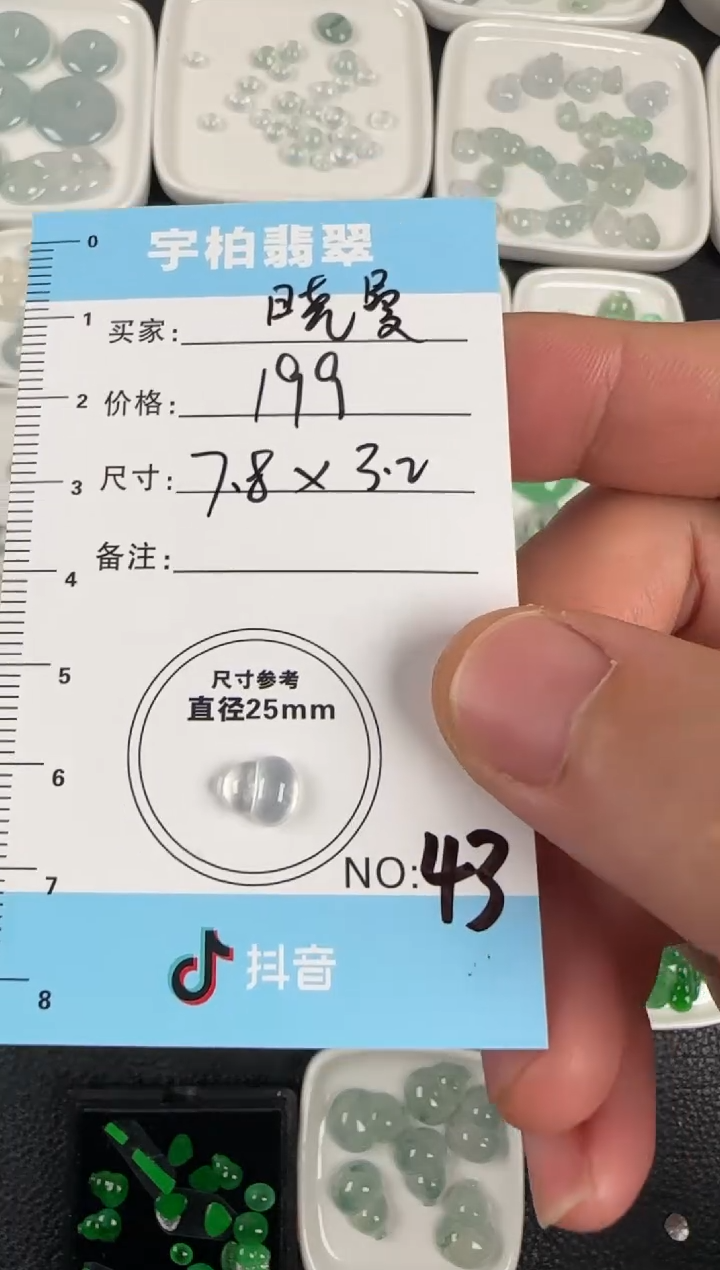 宇柏翡翠
买家: 晓曼
价格: 199
尺寸: 7.8 × 3.2
备注:
尺寸参考
直径25mm
NO: 43
抖音
0
1
2
3
4
5
6
7
8